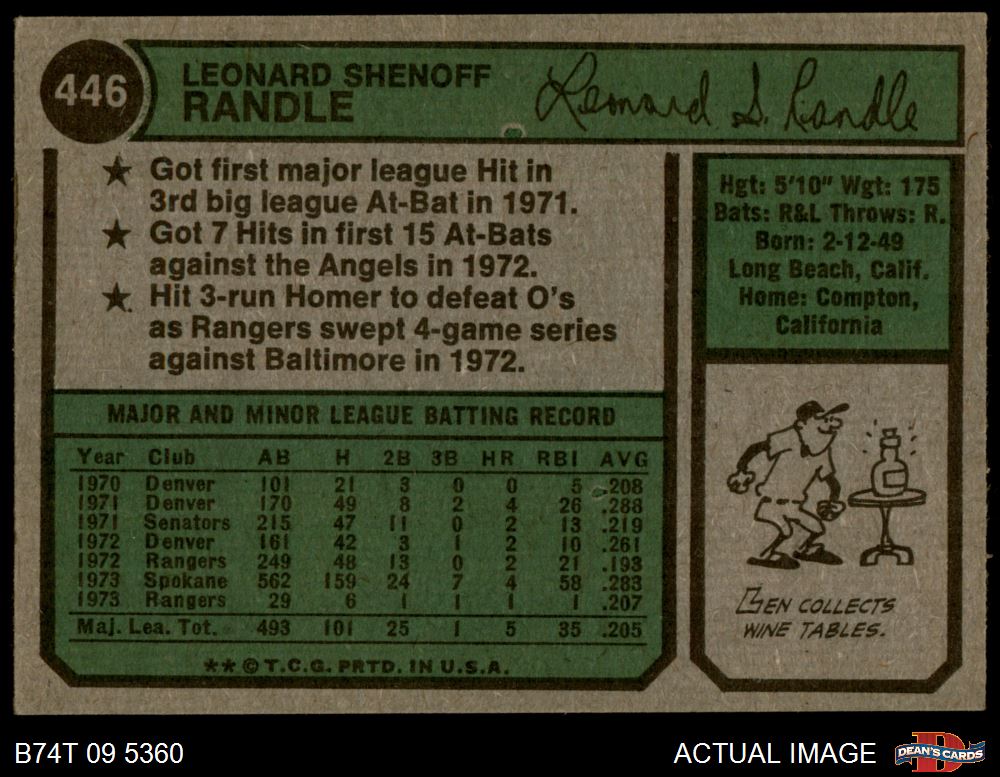 446
LEONARD SHENOFF
RANDLE
Leonard S. Randle
★ Got first major league Hit in
3rd big league At-Bat in 1971.
★ Got 7 Hits in first 15 At-Bats
against the Angels in 1972.
★ Hit 3-run Homer to defeat O's
as Rangers swept 4-game series
against Baltimore in 1972.
Hgt: 5'10" Wgt: 175
Bats: R&L Throws: R.
Born: 2-12-49
Long Beach, Calif.
Home: Compton,
California
MAJOR AND MINOR LEAGUE BATTING RECORD
Year Club AB H 2B 3B HR RBI AVG
1970 Denver 101 21 3 0 0 5 .208
1971 Denver 170 49 8 2 4 26 .288
1971 Senators 215 47 11 0 2 13 .219
1972 Denver 161 42 3 1 2 10 .261
1972 Rangers 249 48 13 0 2 21 .193
1973 Spokane 562 159 24 7 4 58 .283
1973 Rangers 29 6 1 1 1 1 .207
Maj. Lea. Tot. 493 101 25 1 5 35 .205
**©T.C.G. PRTD. IN U.S.A.
LEN COLLECTS
WINE TABLES.
B74T 09 5360
ACTUAL IMAGE
D
DEAN'S CARDS